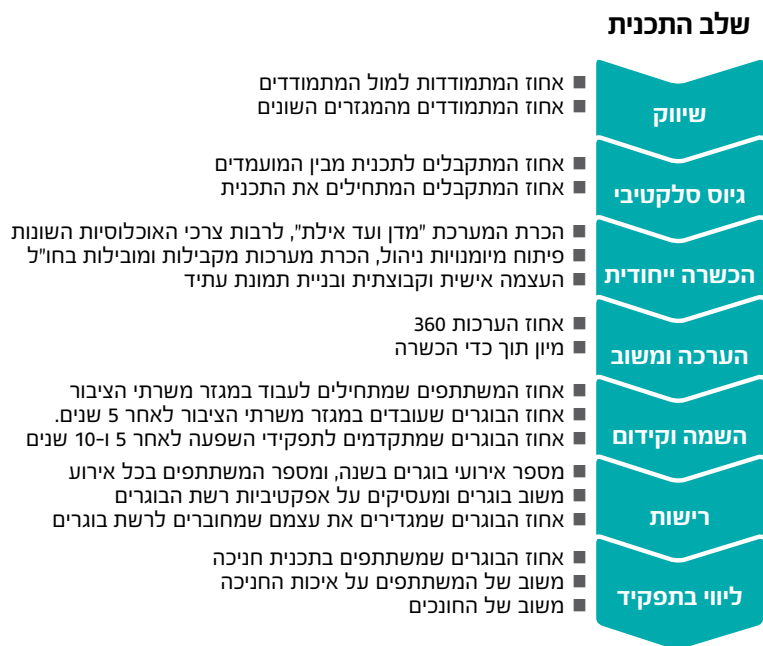 שלב התכנית
שיווק
■ אחוז המתמודדות למול המתמודדים
■ אחוז המתמודדים מהמגזרים השונים
גיוס סלקטיבי
■ אחוז המתקבלים לתכנית מבין המועמדים
■ אחוז המתקבלים המתחילים את התכנית
הכשרה ייחודית
■ הכרת המערכת "מדן ועד אילת", לרבות צרכי האוכלוסיות השונות
■ פיתוח מיומנויות ניהול, הכרת מערכות מקבילות ומובילות בחו"ל
■ העצמה אישית וקבוצתית ובניית תמונת עתיד
הערכה ומשוב
■ אחוז הערכות 360
■ מיון תוך כדי הכשרה
השמה וקידום
■ אחוז המשתתפים שמתחילים לעבוד במגזר משרתי הציבור
■ אחוז הבוגרים שעובדים במגזר משרתי הציבור לאחר 5 שנים.
■ אחוז הבוגרים שמתקדמים לתפקידי השפעה לאחר 5 ו-10 שנים
רישות
■ מספר אירועי בוגרים בשנה, ומספר המשתתפים בכל אירוע
■ משוב בוגרים ומעסיקים על אפקטיביות רשת הבוגרים
■ אחוז הבוגרים שמגדירים את עצמם שמחוברים לרשת בוגרים
ליווי בתפקיד
■ אחוז הבוגרים שמשתתפים בתכנית חניכה
■ משוב של המשתתפים על איכות החניכה
■ משוב של החונכים